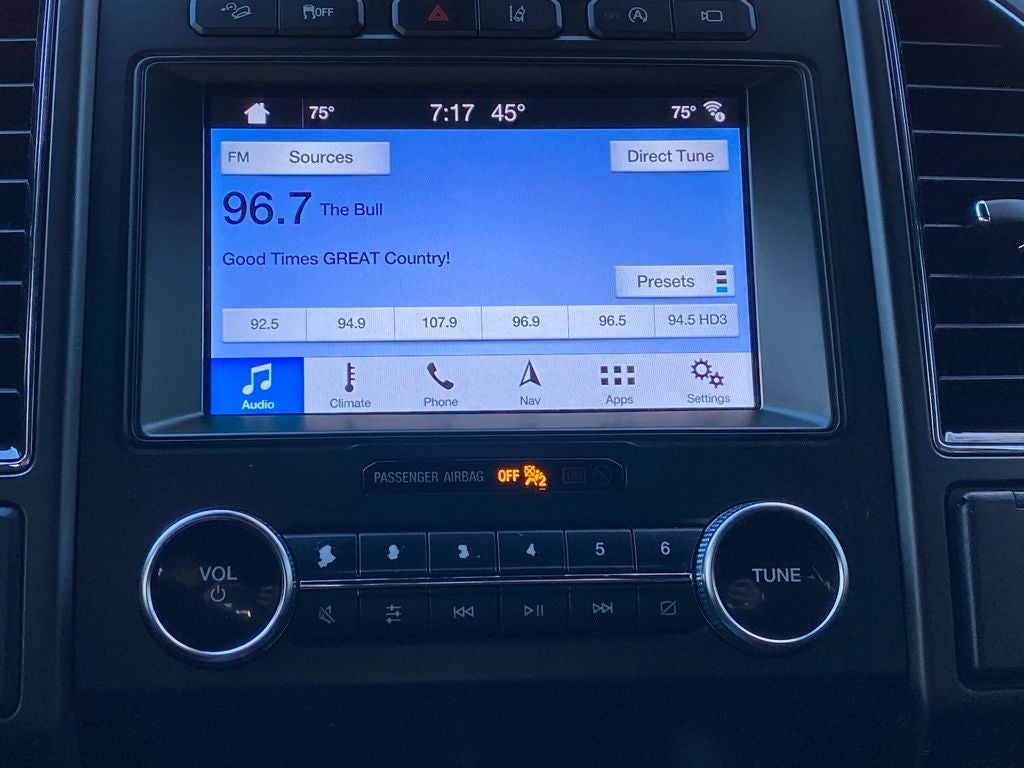 OFF
75° 7:17 45° 75°
FM Sources Direct Tune
96.7 The Bull
Good Times GREAT Country!
Presets
92.5 94.9 107.9 96.9 96.5 94.5 HD3
Audio Climate Phone Nav Apps Settings
PASSENGER AIRBAG OFF 2 ON
4 5 6
VOL TUNE